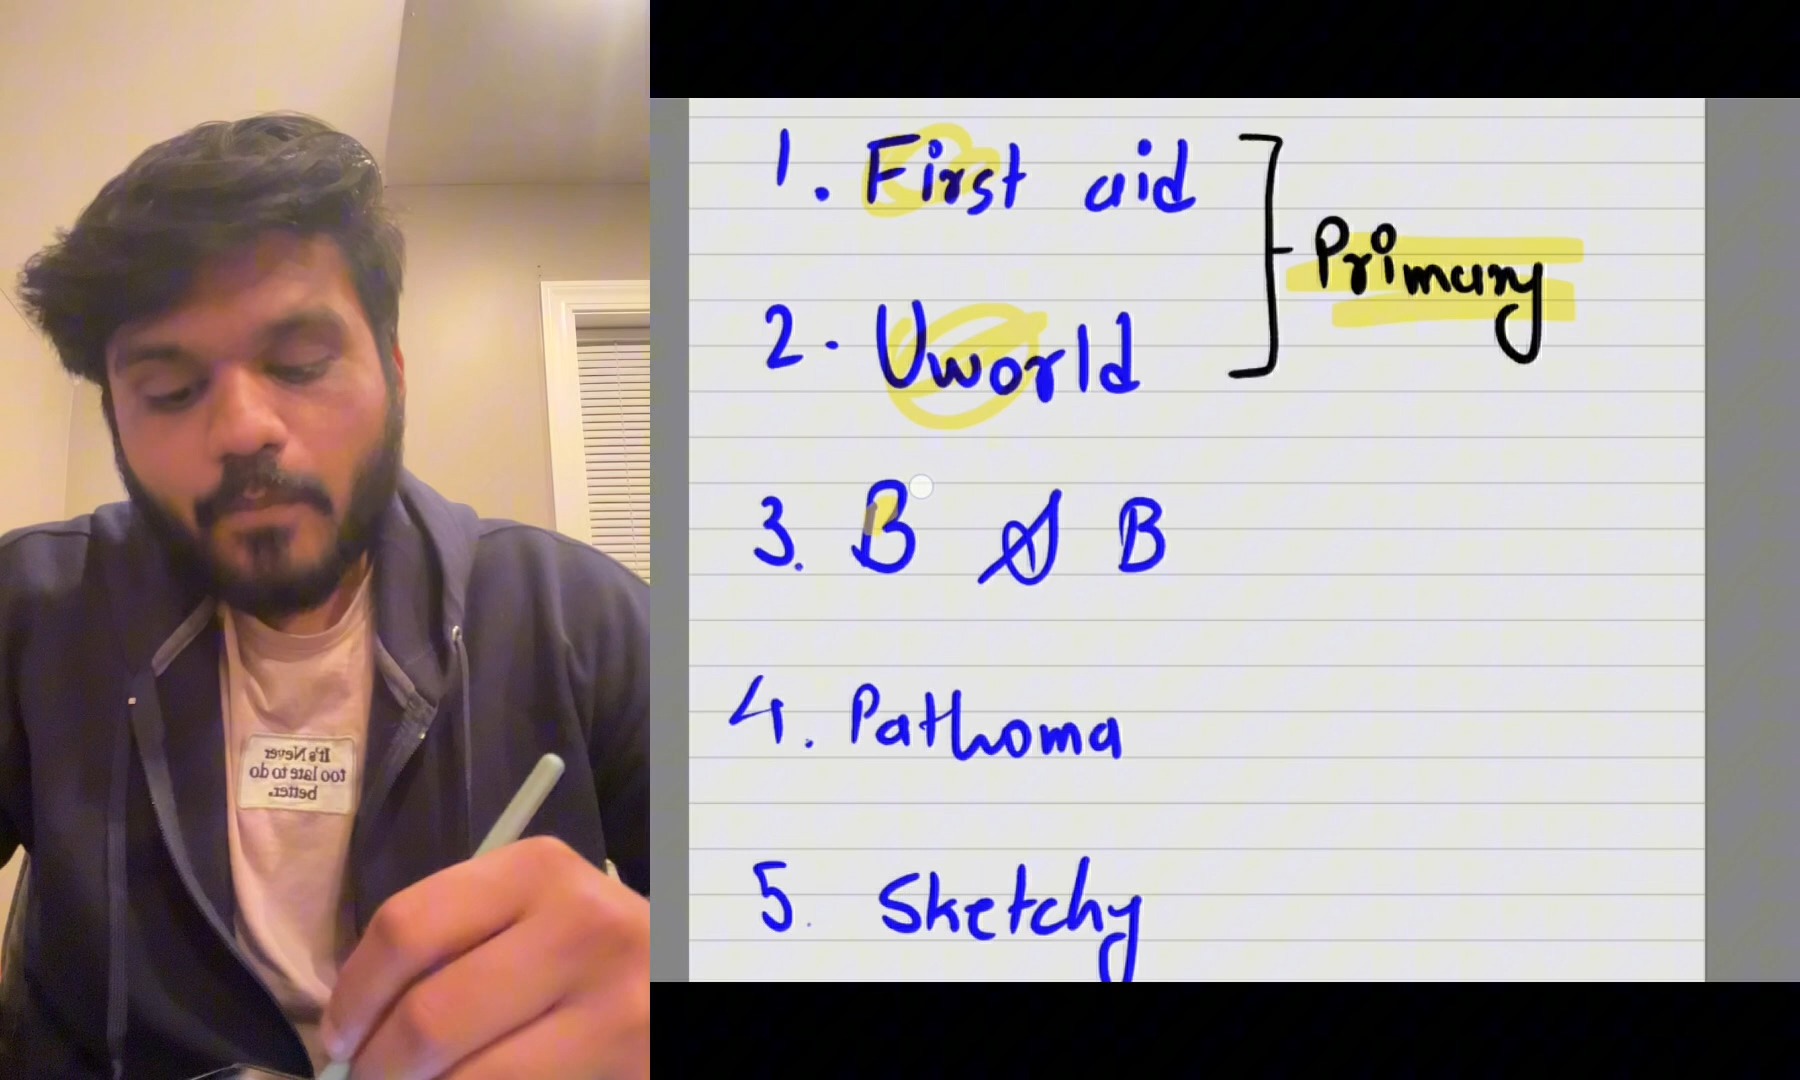 It's Never
too late to do
better.
1. First aid
2. Uworld
Primary
3. B & B
4. Pathoma
5. Sketchy